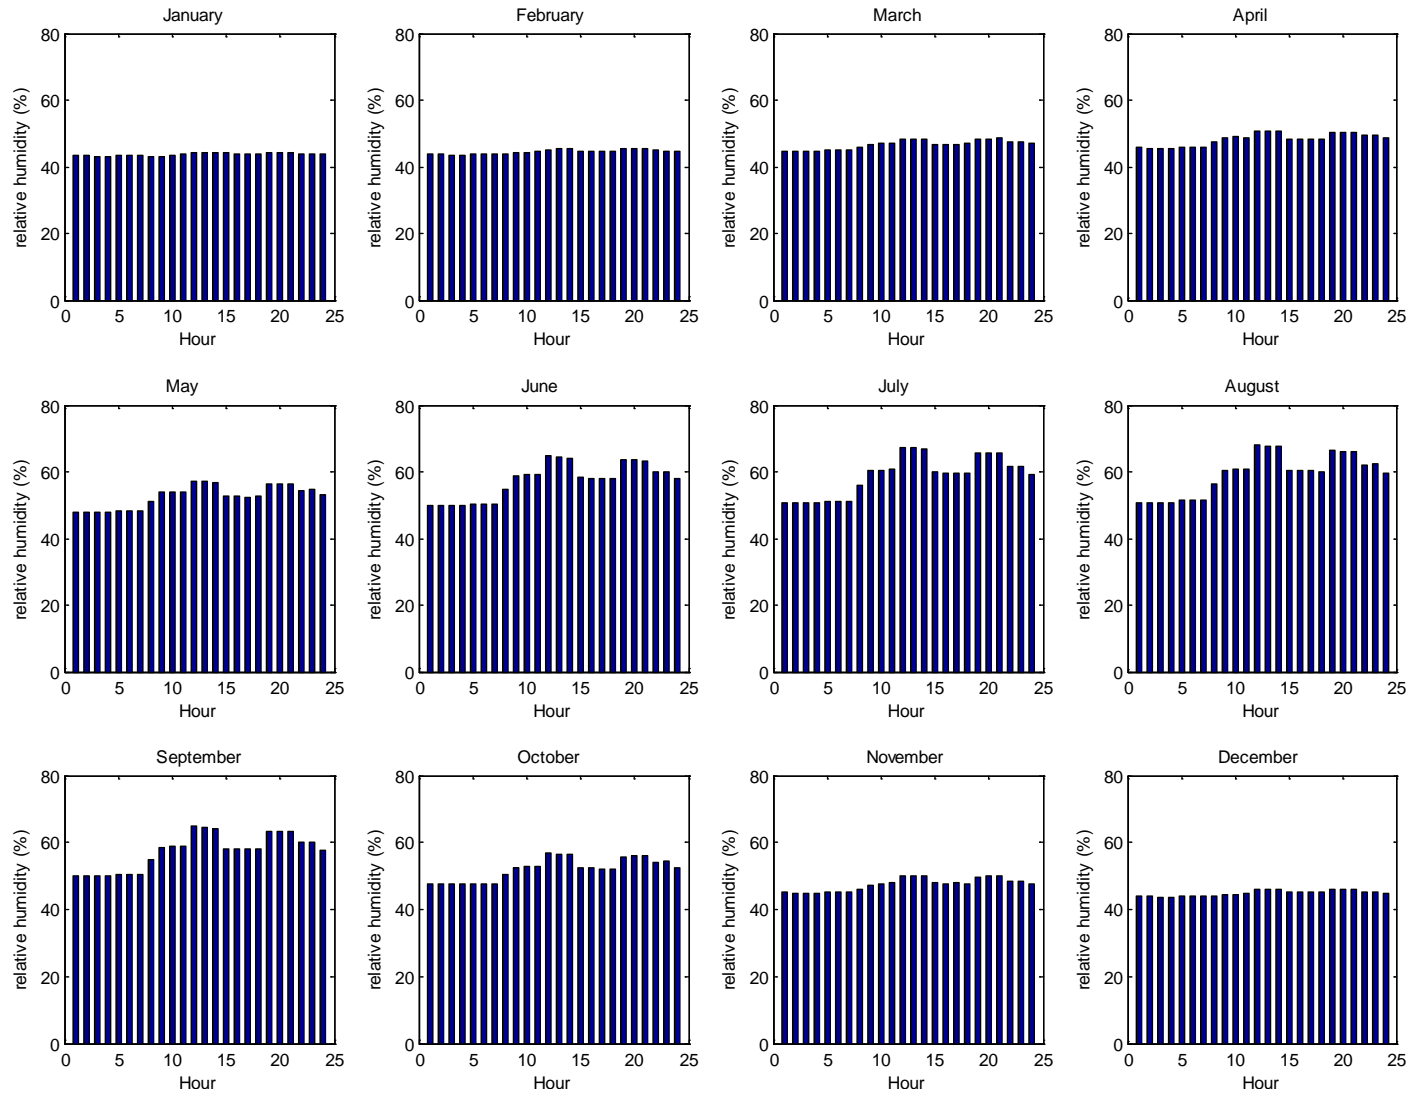 January February March April
80 80 80 80
60 60 60 60
40 40 40 40
20 20 20 20
0 0 0 0
relative humidity (%) relative humidity (%) relative humidity (%) relative humidity (%)
0 5 10 15 20 25 0 5 10 15 20 25 0 5 10 15 20 25 0 5 10 15 20 25
Hour Hour Hour Hour
May June July August
80 80 80 80
60 60 60 60
40 40 40 40
20 20 20 20
0 0 0 0
relative humidity (%) relative humidity (%) relative humidity (%) relative humidity (%)
0 5 10 15 20 25 0 5 10 15 20 25 0 5 10 15 20 25 0 5 10 15 20 25
Hour Hour Hour Hour
September October November December
80 80 80 80
60 60 60 60
40 40 40 40
20 20 20 20
0 0 0 0
relative humidity (%) relative humidity (%) relative humidity (%) relative humidity (%)
0 5 10 15 20 25 0 5 10 15 20 25 0 5 10 15 20 25 0 5 10 15 20 25
Hour Hour Hour Hour